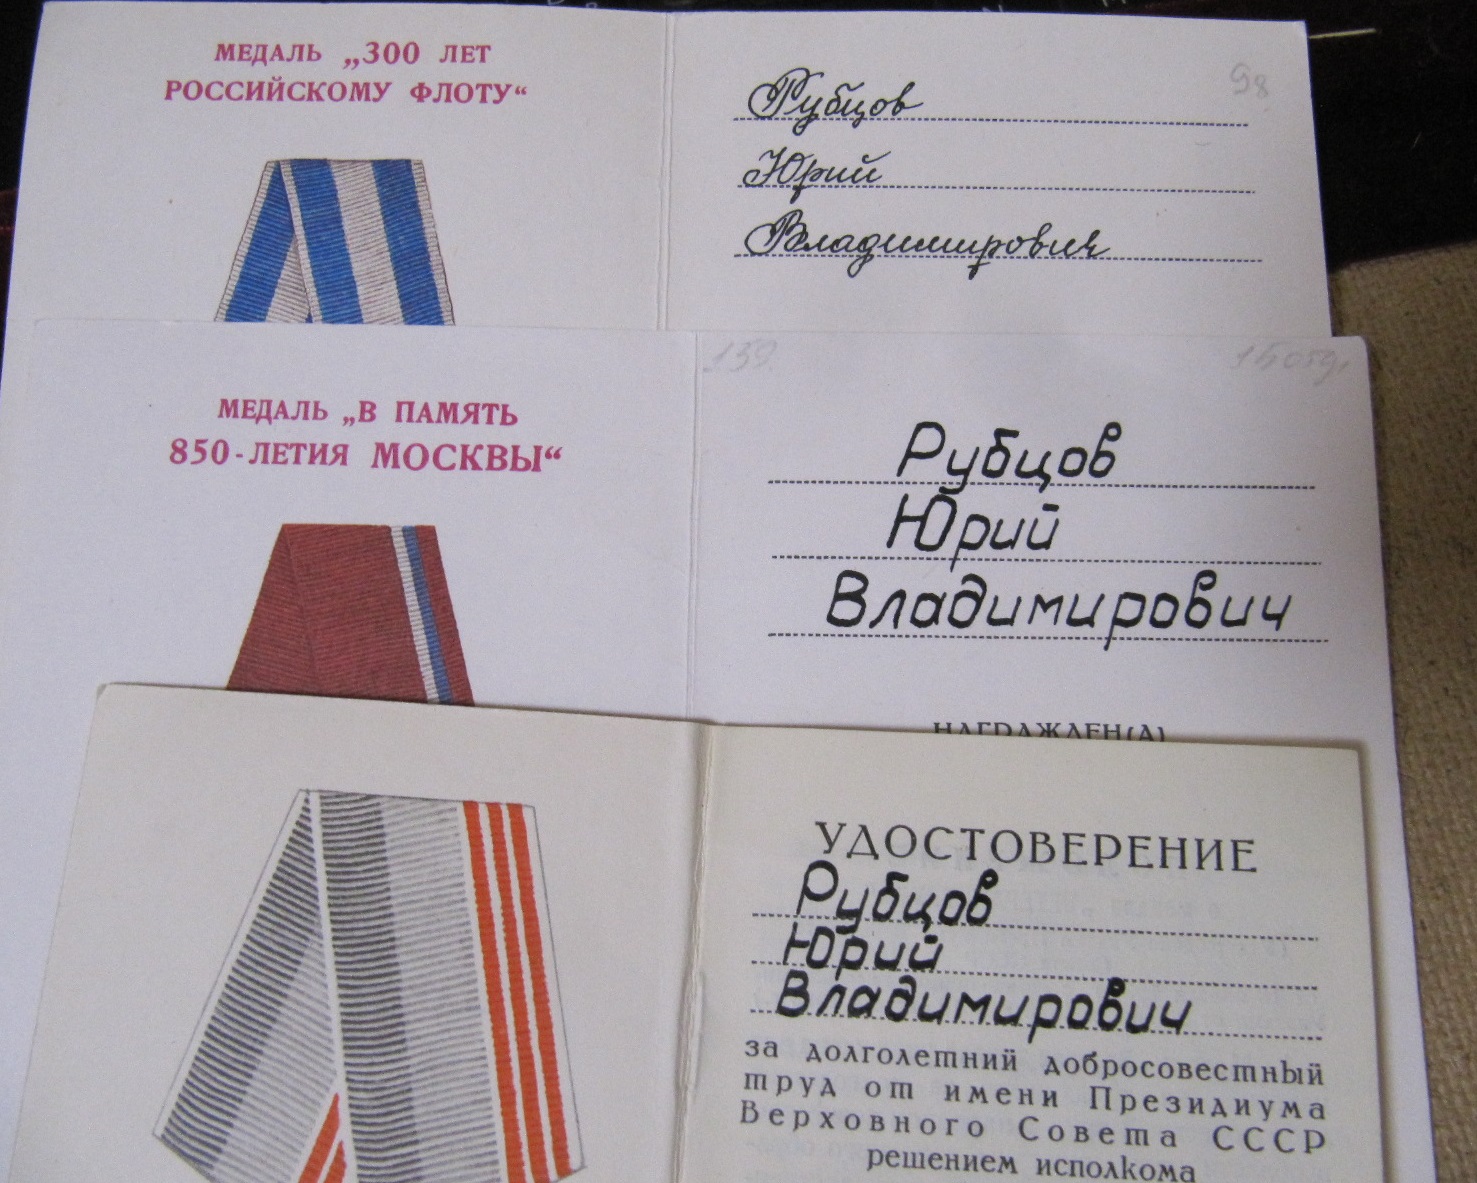 МЕДАЛЬ „300 ЛЕТ
РОССИЙСКОМУ ФЛОТУ“
98
Рубцов
Юрий
Владимирович
МЕДАЛЬ „В ПАМЯТЬ
850-ЛЕТИЯ МОСКВЫ“
Рубцов
Юрий
Владимирович
НАГРАЖДЕН(А)
УДОСТОВЕРЕНИЕ
Рубцов
Юрий
Владимирович
за долголетний добросовестный
труд от имени Президиума
Верховного Совета СССР
решением исполкома